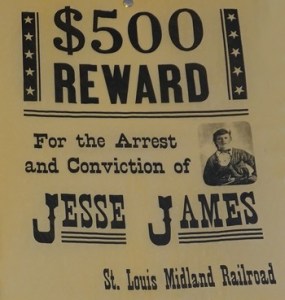 $500
REWARD
For the Arrest
and Conviction of
JESSE JAMES
St. Louis Midland Railroad